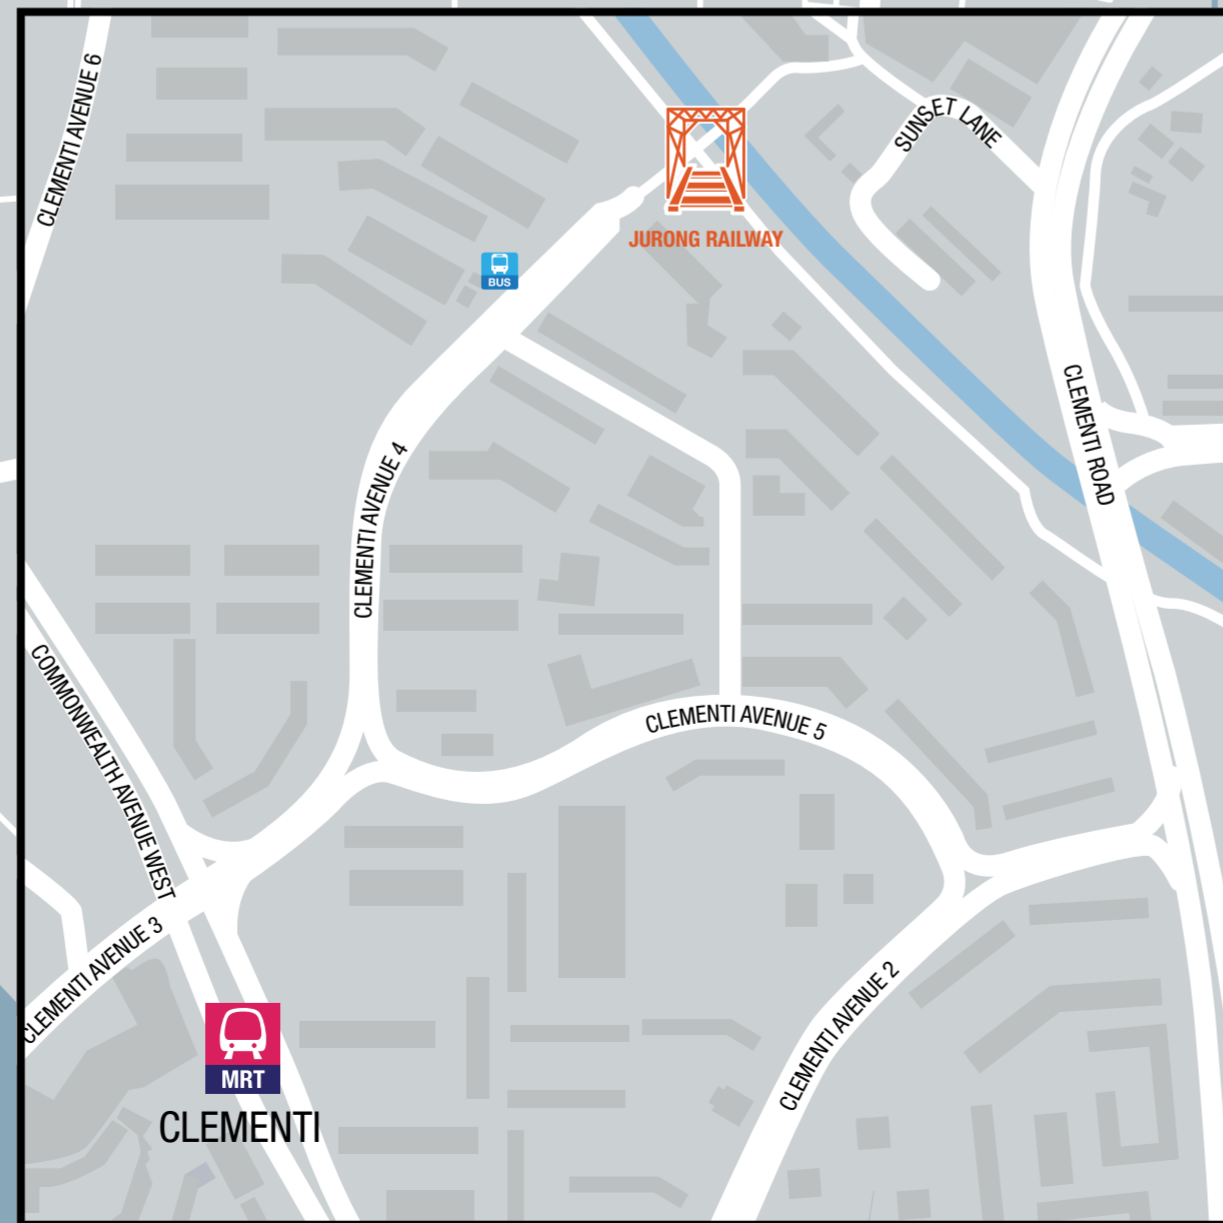 CLEMENTI AVENUE 6
SUNSET LANE
JURONG RAILWAY
BUS
CLEMENTI ROAD
CLEMENTI AVENUE 4
COMMONWEALTH AVENUE WEST
CLEMENTI AVENUE 5
CLEMENTI AVENUE 3
CLEMENTI AVENUE 2
MRT
CLEMENTI